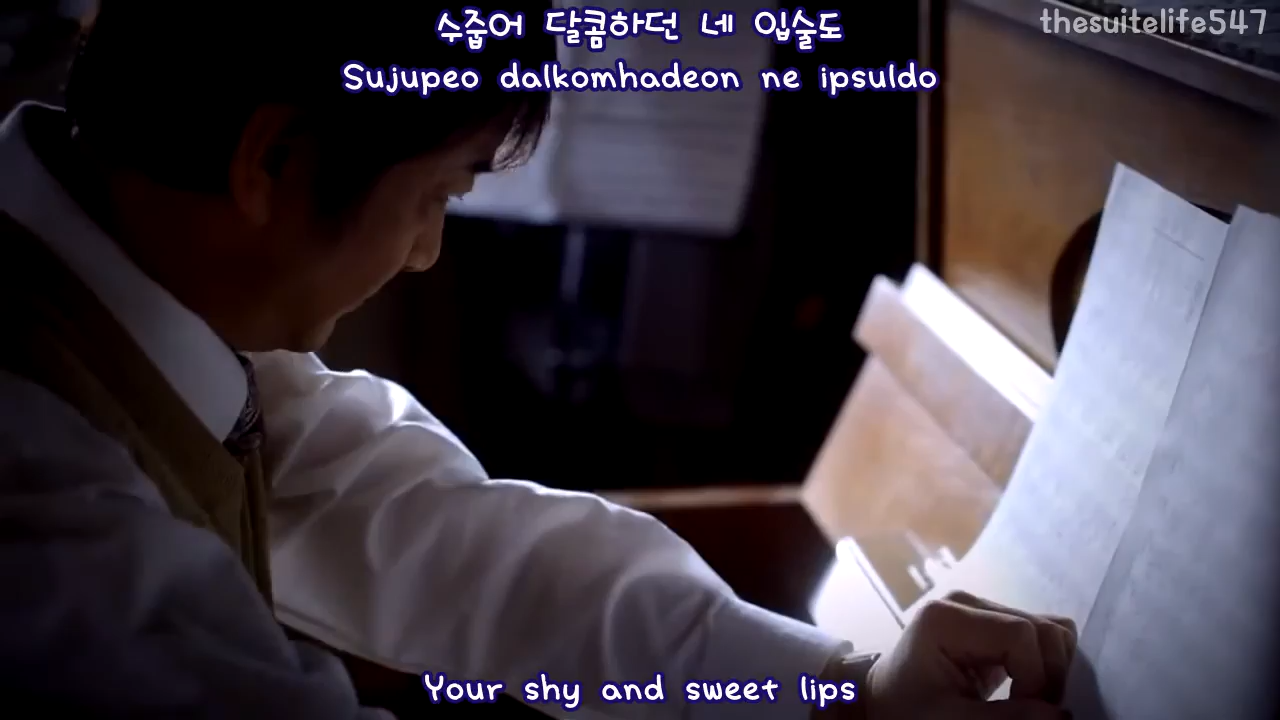 thesuitelife547
수줍어 달콤하던 네 입술도
Sujupeo dalkomhadeon ne ipsuldo
Your shy and sweet lips